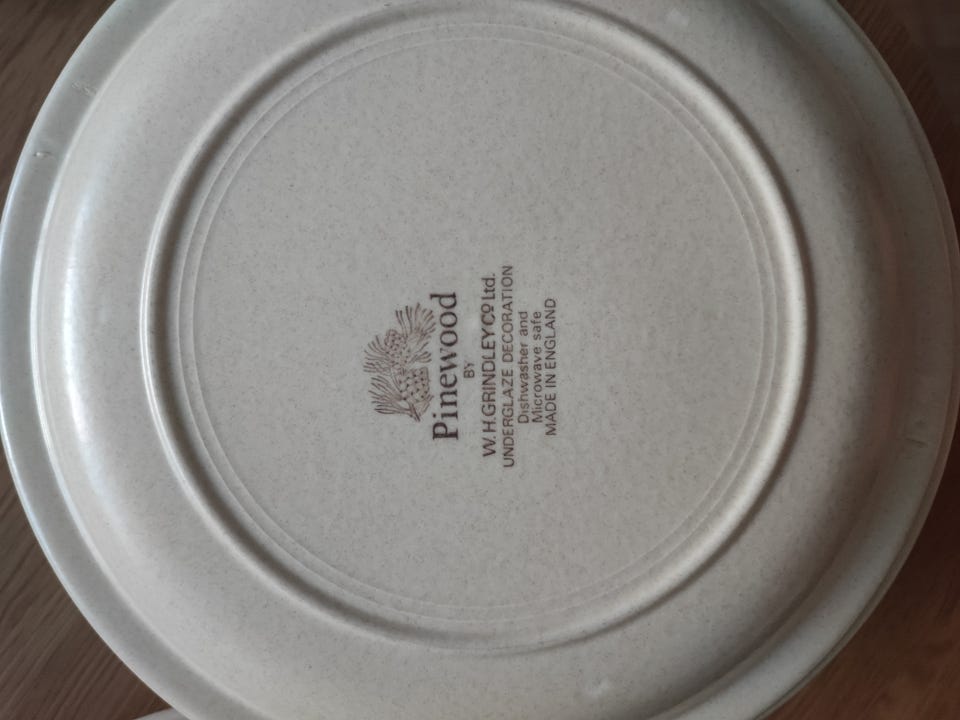 Pinewood
BY
W.H.GRINDLEY Cº Ltd.
UNDERGLAZE DECORATION
Dishwasher and
Microwave safe
MADE IN ENGLAND